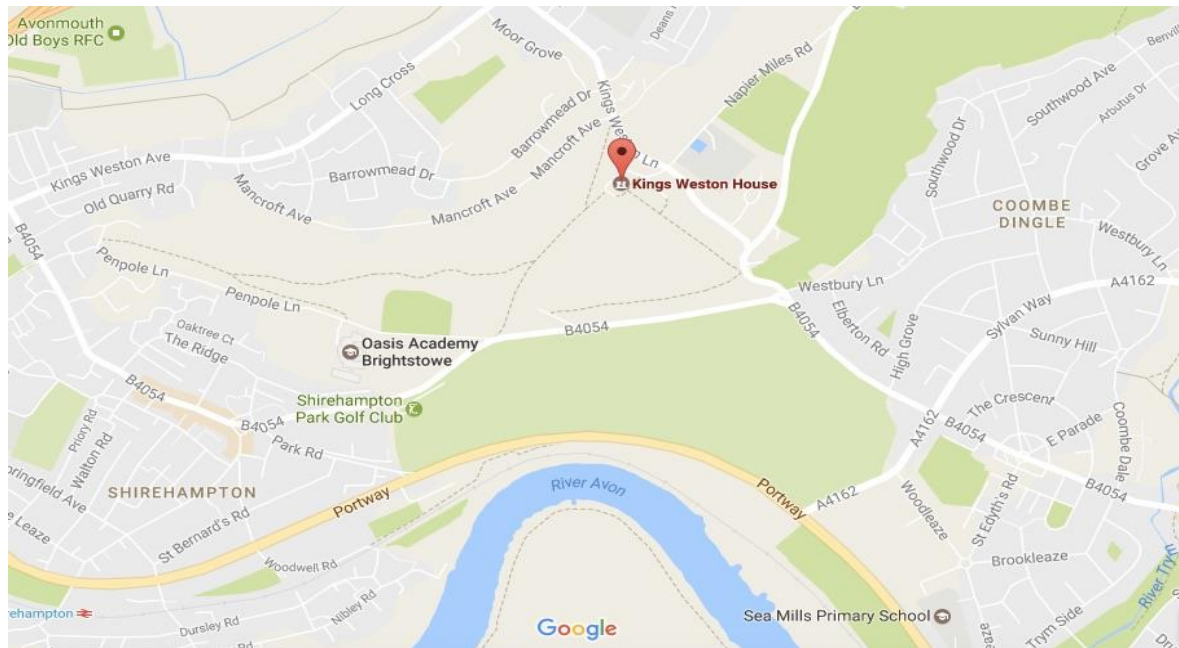 Avonmouth
Old Boys RFC
Moor Grove
Deans
Long Cross
Kings Weston Ave
Old Quarry Rd
Barrowmead Dr
Barrowmead Dr
Mancroft Ave
Mancroft Ave
Mancroft Ave
Napier Miles Rd
Kings Weston House
Southwood Ave
Arbutus Dr
Southwood Dr
COOMBE
DINGLE
Westbury Ln
Westbury Ln
A4162
Sylvan Way
Sunny Hill
B4054
Penpole Ln
Penpole Ln
Oaktree Ct
The Ridge
Oasis Academy
Brightstowe
B4054
B4054
Elberton Rd
High Grove
Shirehampton
Park Golf Club
B4054
B4054
Priory Rd
Walton Rd
Park Rd
The Crescent
E Parade
Coombe Dale
A4162
B4054
B4054
SHIREHAMPTON
Portway
River Avon
Portway
A4162
Woodleaze
St Edyth's Rd
Brookleaze
St Bernard's Rd
Woodwell Rd
Nibley Rd
Dursley Rd
Google
Sea Mills Primary School
Trym Side
River Trym